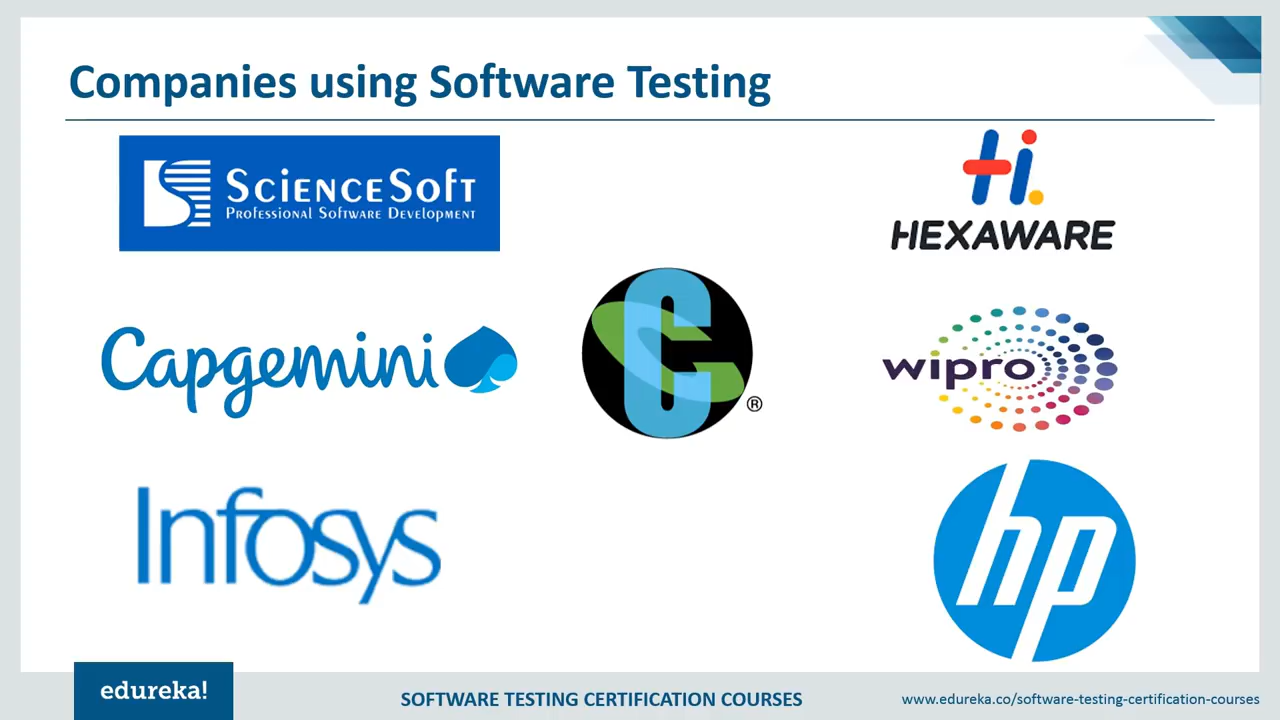 Companies using Software Testing
SCIENCESOFT
PROFESSIONAL SOFTWARE DEVELOPMENT
Hi
HEXAWARE
Capgemini
C
®
wipro
Infosys
hp
edureka!
SOFTWARE TESTING CERTIFICATION COURSES
www.edureka.co/software-testing-certification-courses